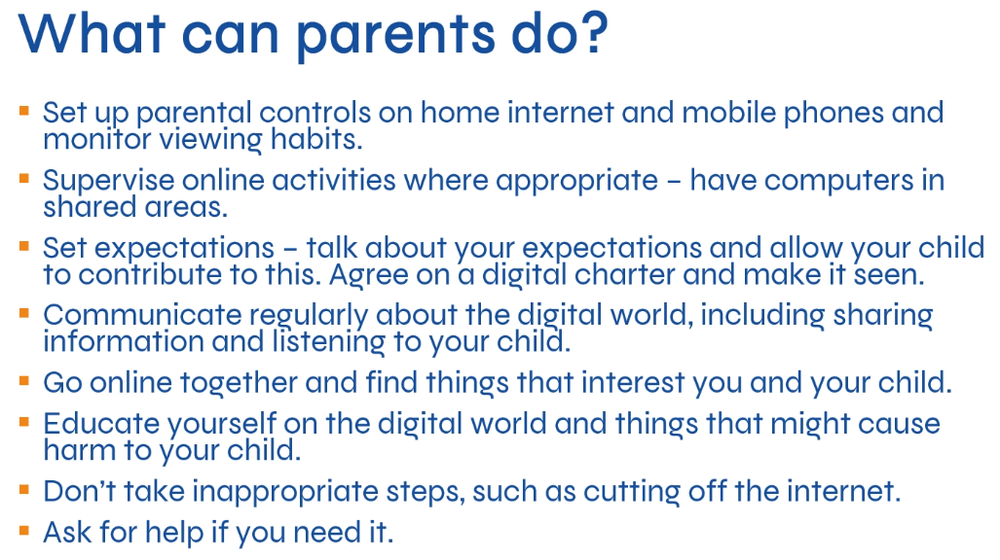 What can parents do?
▪ Set up parental controls on home internet and mobile phones and
monitor viewing habits.
▪ Supervise online activities where appropriate – have computers in
shared areas.
▪ Set expectations – talk about your expectations and allow your child
to contribute to this. Agree on a digital charter and make it seen.
▪ Communicate regularly about the digital world, including sharing
information and listening to your child.
▪ Go online together and find things that interest you and your child.
▪ Educate yourself on the digital world and things that might cause
harm to your child.
▪ Don’t take inappropriate steps, such as cutting off the internet.
▪ Ask for help if you need it.